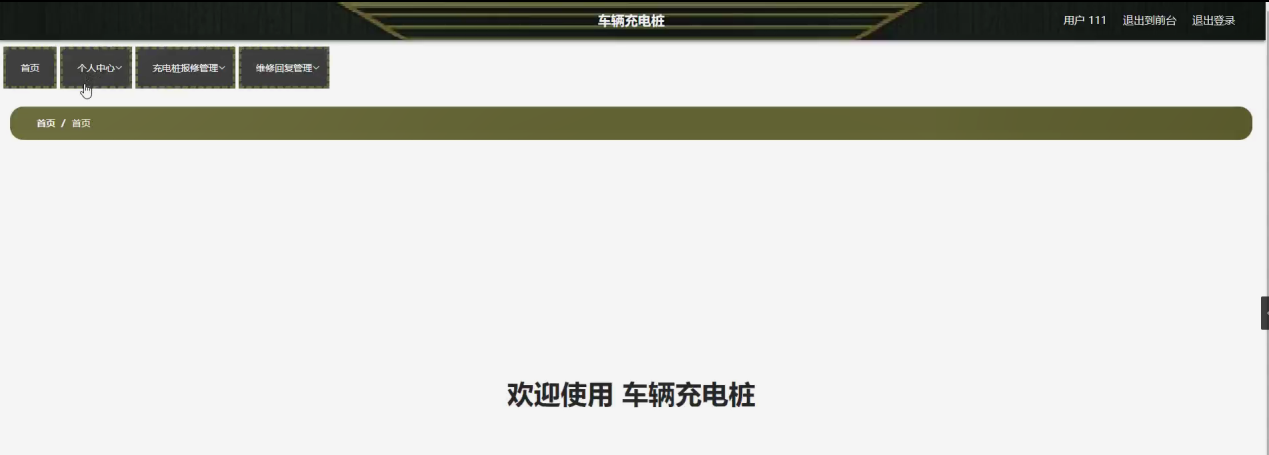 车辆充电桩
用户 111 退出到前台 退出登录
首页 个人中心 充电桩报修管理 维修回复管理
首页 / 首页
欢迎使用 车辆充电桩